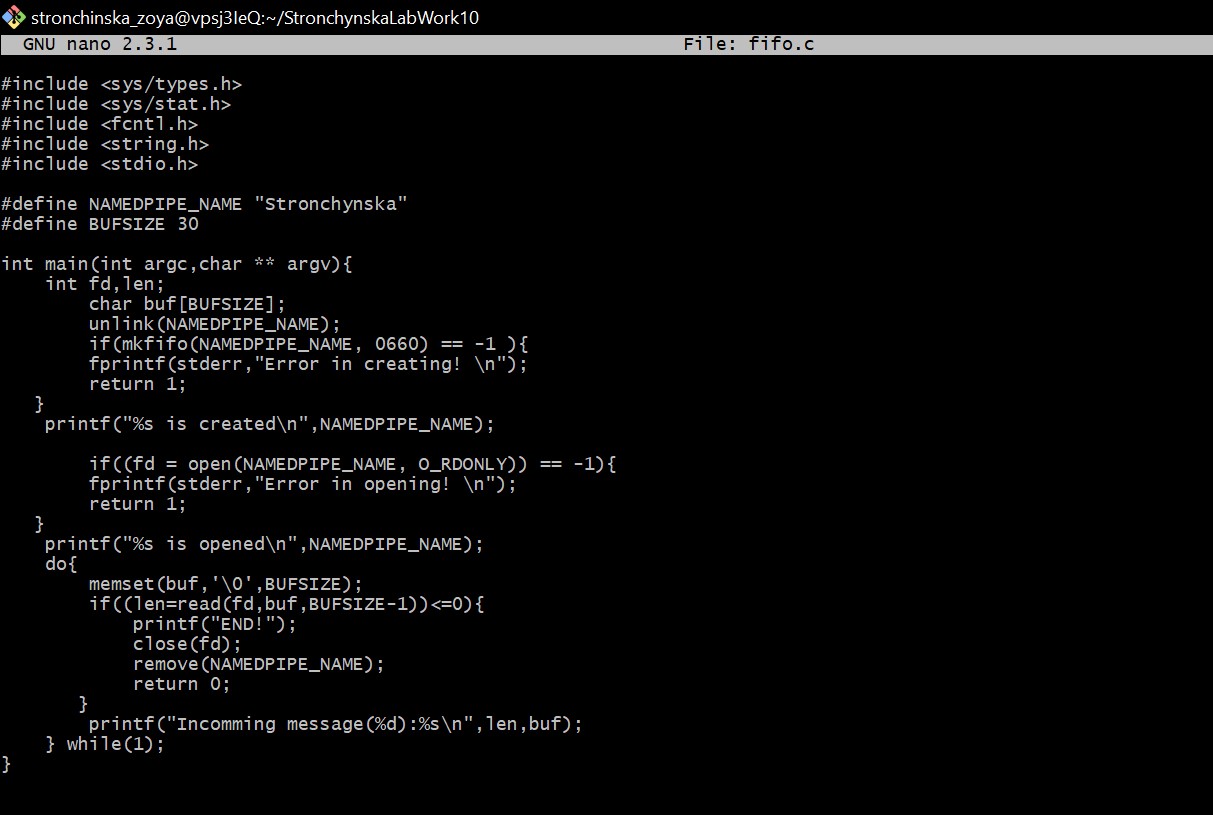 stronchinska_zoya@vpsj3IeQ:~/StronchynskaLabWork10
GNU nano 2.3.1 File: fifo.c
#include <sys/types.h>
#include <sys/stat.h>
#include <fcntl.h>
#include <string.h>
#include <stdio.h>
#define NAMEDPIPE_NAME "Stronchynska"
#define BUFSIZE 30
int main(int argc,char ** argv){
    int fd,len;
        char buf[BUFSIZE];
        unlink(NAMEDPIPE_NAME);
        if(mkfifo(NAMEDPIPE_NAME, 0660) == -1 ){
        fprintf(stderr,"Error in creating! \n");
        return 1;
   }
    printf("%s is created\n",NAMEDPIPE_NAME);
        if((fd = open(NAMEDPIPE_NAME, O_RDONLY)) == -1){
        fprintf(stderr,"Error in opening! \n");
        return 1;
   }
    printf("%s is opened\n",NAMEDPIPE_NAME);
    do{
        memset(buf,'\0',BUFSIZE);
        if((len=read(fd,buf,BUFSIZE-1))<=0){
            printf("END!");
            close(fd);
            remove(NAMEDPIPE_NAME);
            return 0;
       }
        printf("Incomming message(%d):%s\n",len,buf);
    } while(1);
}